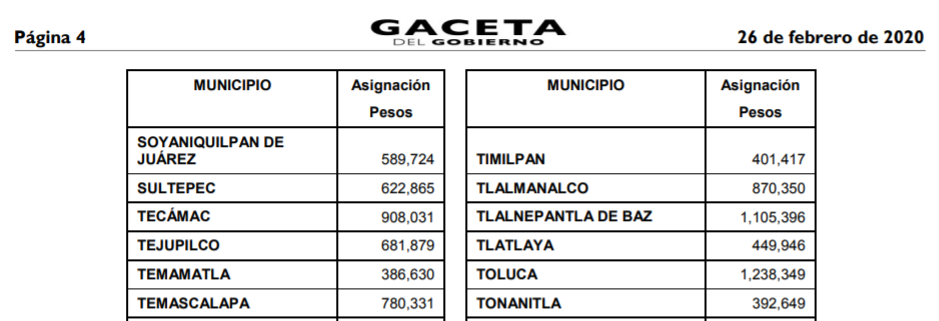 Página 4
GACETA
DEL GOBIERNO
26 de febrero de 2020
MUNICIPIO
Asignación
Pesos
SOYANIQUILPAN DE
JUÁREZ 589,724
SULTEPEC 622,865
TECÁMAC 908,031
TEJUPILCO 681,879
TEMAMATLA 386,630
TEMASCALAPA 780,331
MUNICIPIO
Asignación
Pesos
TIMILPAN 401,417
TLALMANALCO 870,350
TLALNEPANTLA DE BAZ 1,105,396
TLATLAYA 449,946
TOLUCA 1,238,349
TONANITLA 392,649